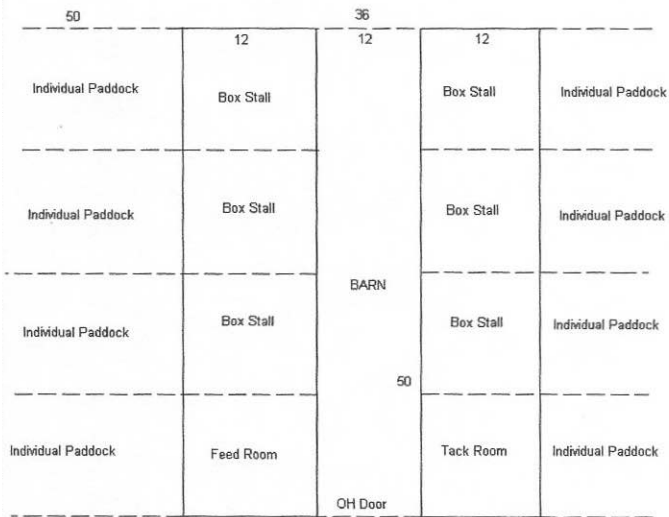 50
36
12
12
12
Individual Paddock
Box Stall
Box Stall
Individual Paddock
Individual Paddock
Box Stall
Box Stall
Individual Paddock
BARN
Individual Paddock
Box Stall
Box Stall
Individual Paddock
50
Individual Paddock
Feed Room
Tack Room
Individual Paddock
OH Door